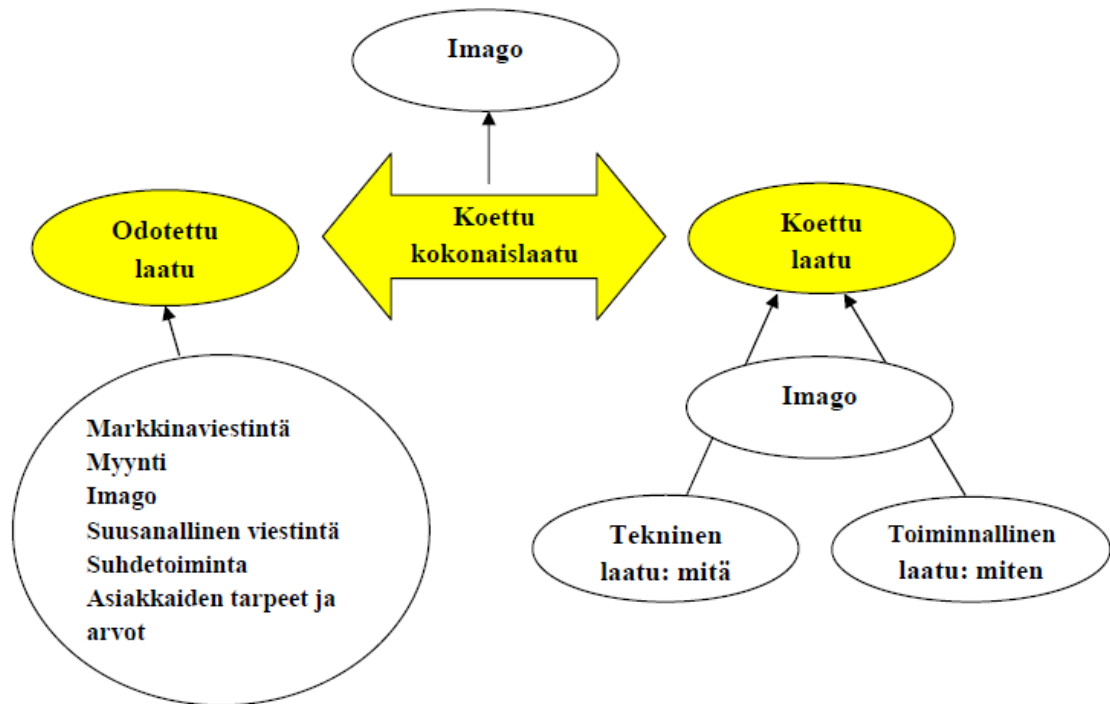 Imago
Odotettu
laatu
Koettu
kokonaislaatu
Koettu
laatu
Markkinaviestintä
Myynti
Imago
Suusanallinen viestintä
Suhdetoiminta
Asiakkaiden tarpeet ja
arvot
Imago
Tekninen
laatu: mitä
Toiminnallinen
laatu: miten